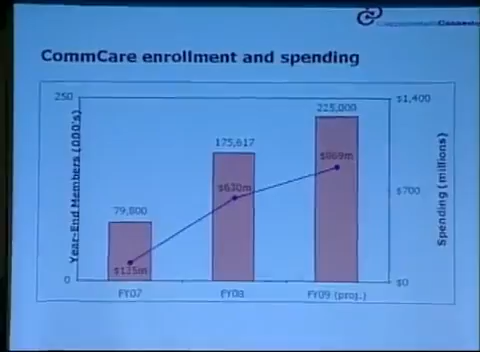 CommCare enrollment and spending
250
$1,400
225,000
175,617
$869m
Year-End Members (000's)
$630m
$700
Spending (millions)
79,800
$125m
0
$0
FY07
FY08
FY09 (proj.)